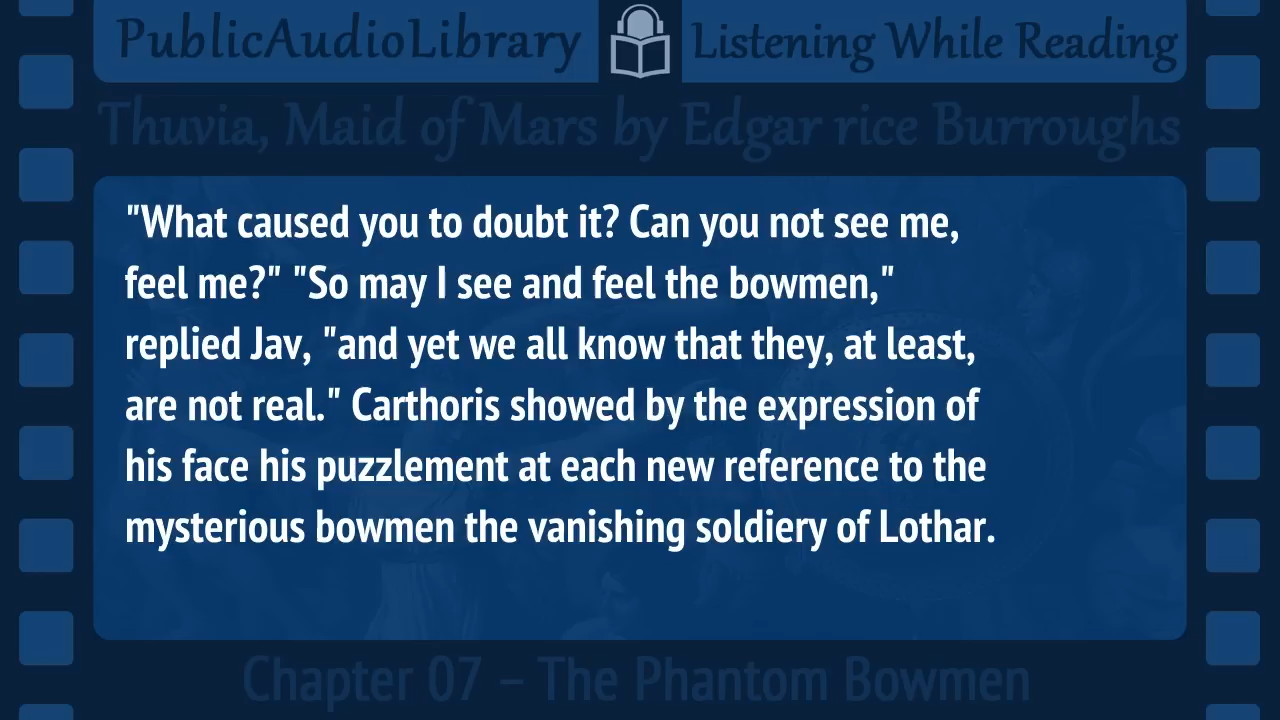 PublicAudioLibrary Listening While Reading
Thuvia, Maid of Mars by Edgar rice Burroughs
"What caused you to doubt it? Can you not see me,
feel me?" "So may I see and feel the bowmen,"
replied Jav, "and yet we all know that they, at least,
are not real." Carthoris showed by the expression of
his face his puzzlement at each new reference to the
mysterious bowmen the vanishing soldiery of Lothar.
Chapter 07 – The Phantom Bowmen